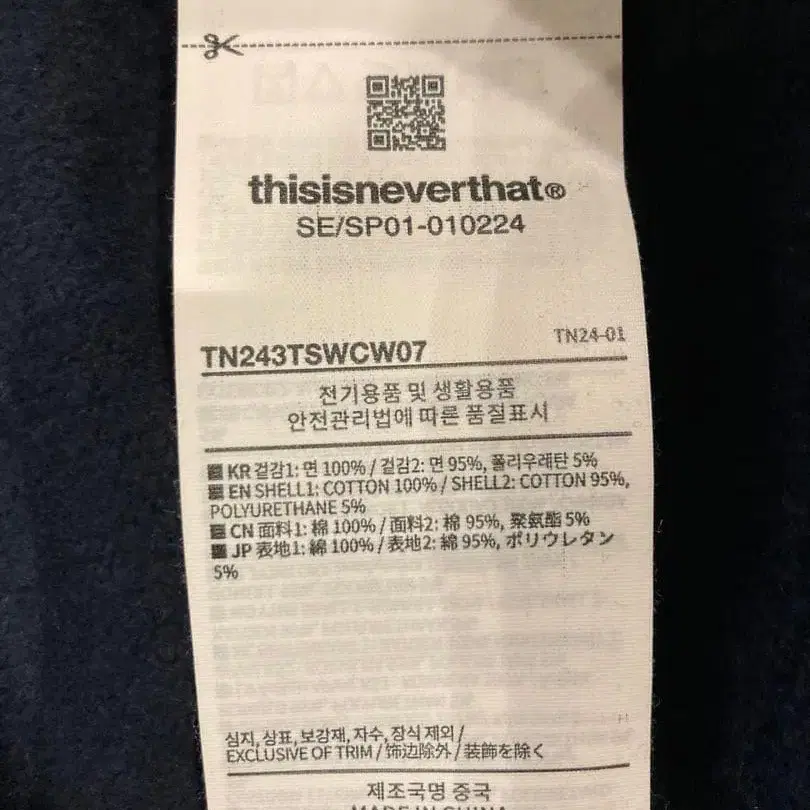 thisisneverthat®
SE/SP01-010224
TN24-01
TN243TSWCW07
전기용품 및 생활용품
안전관리법에 따른 품질표시
KR 겉감1: 면 100% / 겉감2: 면 95%, 폴리우레탄 5%
EN SHELL1: COTTON 100% / SHELL2: COTTON 95%,
POLYURETHANE 5%
CN 面料1: 棉 100% / 面料2: 棉 95%, 聚氨酯 5%
JP 表地1: 綿 100% / 表地2: 綿 95%, ポリウレタン
5%
심지, 상표, 보강재, 자수, 장식 제외 /
EXCLUSIVE OF TRIM / 饰边除外 / 装飾を除く
제조국명 중국
MADE IN CHINA